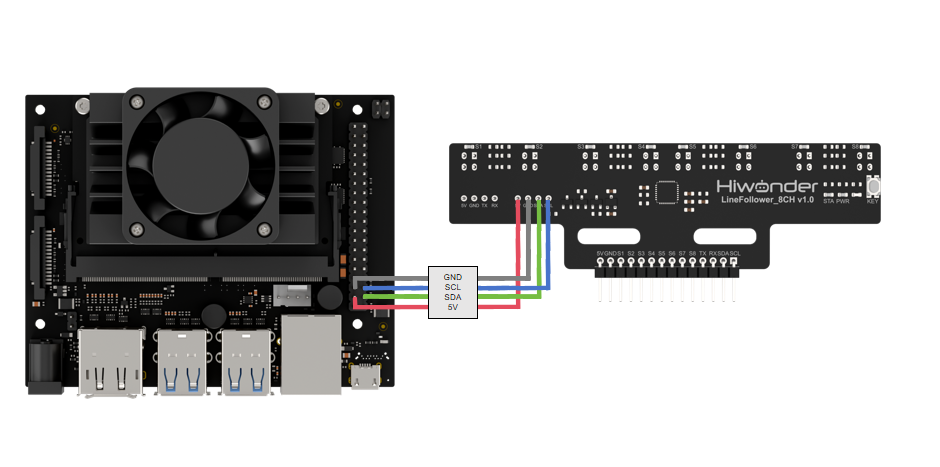 S1 S2 S3 S4 S5 S6 S7 S8
Hiwonder
LineFollower_8CH v1.0
STA PWR KEY
5V GND TX RX
5V GND S1 S2 S3 S4 S5 S6 S7 S8 TX RX SDA SCL
GND
SCL
SDA
5V